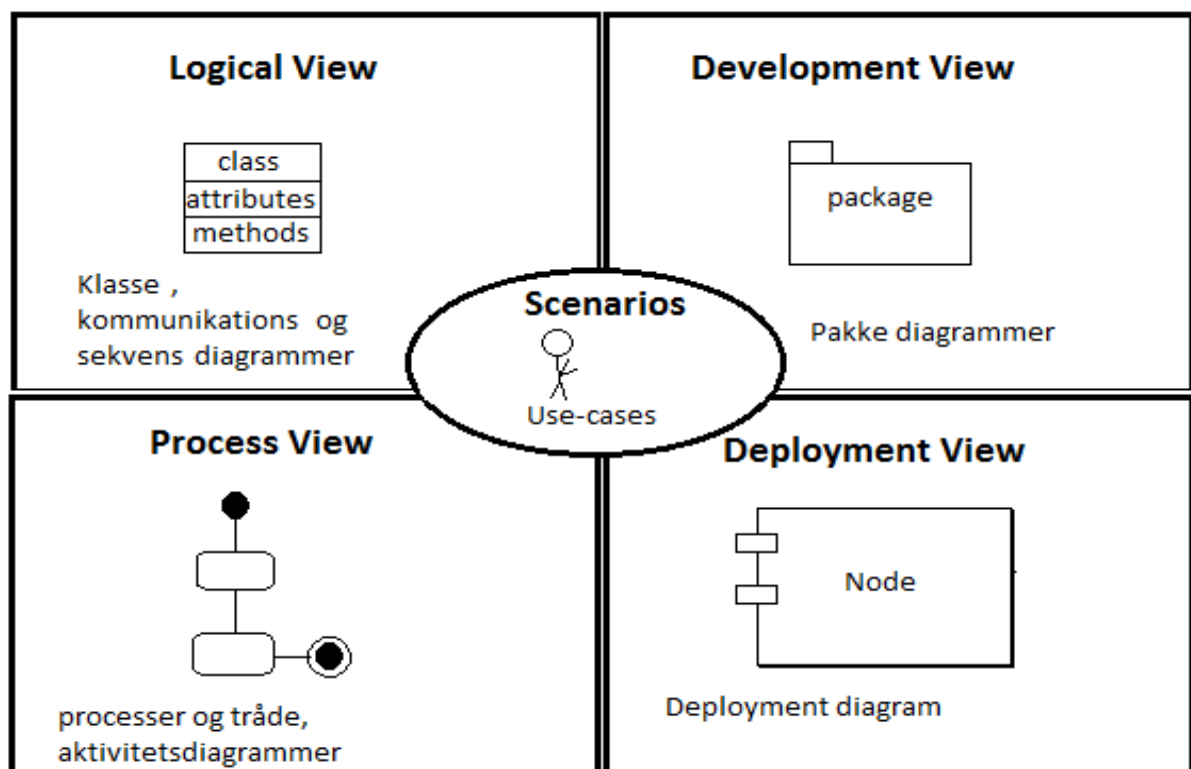 Logical View
class
attributes
methods
Klasse ,
kommunikations og
sekvens diagrammer
Development View
package
Pakke diagrammer
Scenarios
Use-cases
Process View
processer og tråde,
aktivitetsdiagrammer
Deployment View
Node
Deployment diagram